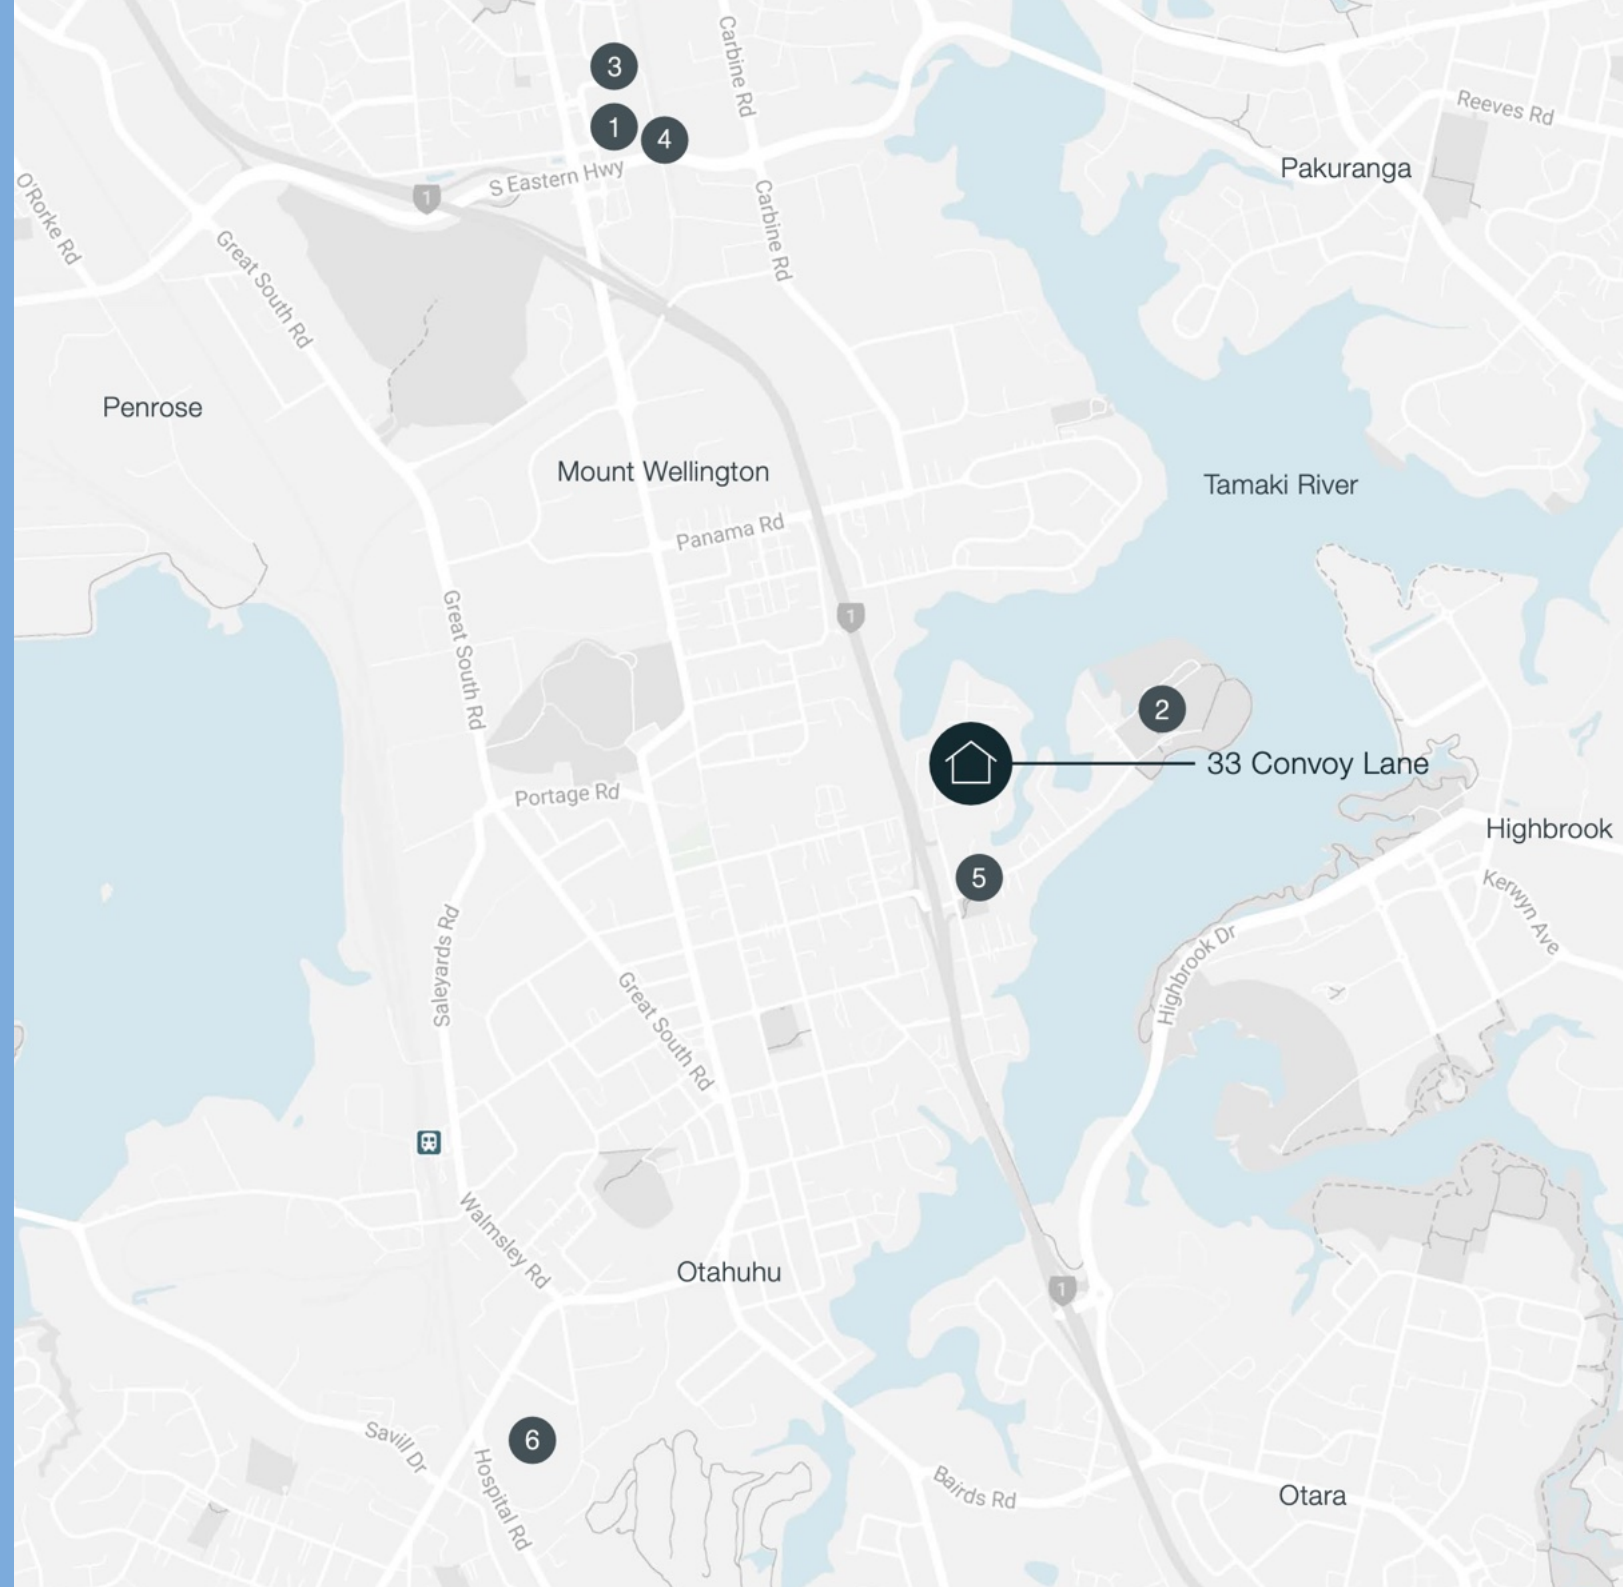 3
Carbine Rd
1
4
Reeves Rd
Pakuranga
S Eastern Hwy
1
O'Rorke Rd
Carbine Rd
Great South Rd
Penrose
Mount Wellington
Tamaki River
Panama Rd
Great South Rd
1
2
33 Convoy Lane
Portage Rd
Highbrook
5
Kerwyn Ave
Saleyards Rd
Highbrook Dr
Great South Rd
Walmsley Rd
Otahuhu
1
Savill Dr
6
Hospital Rd
Bairds Rd
Otara